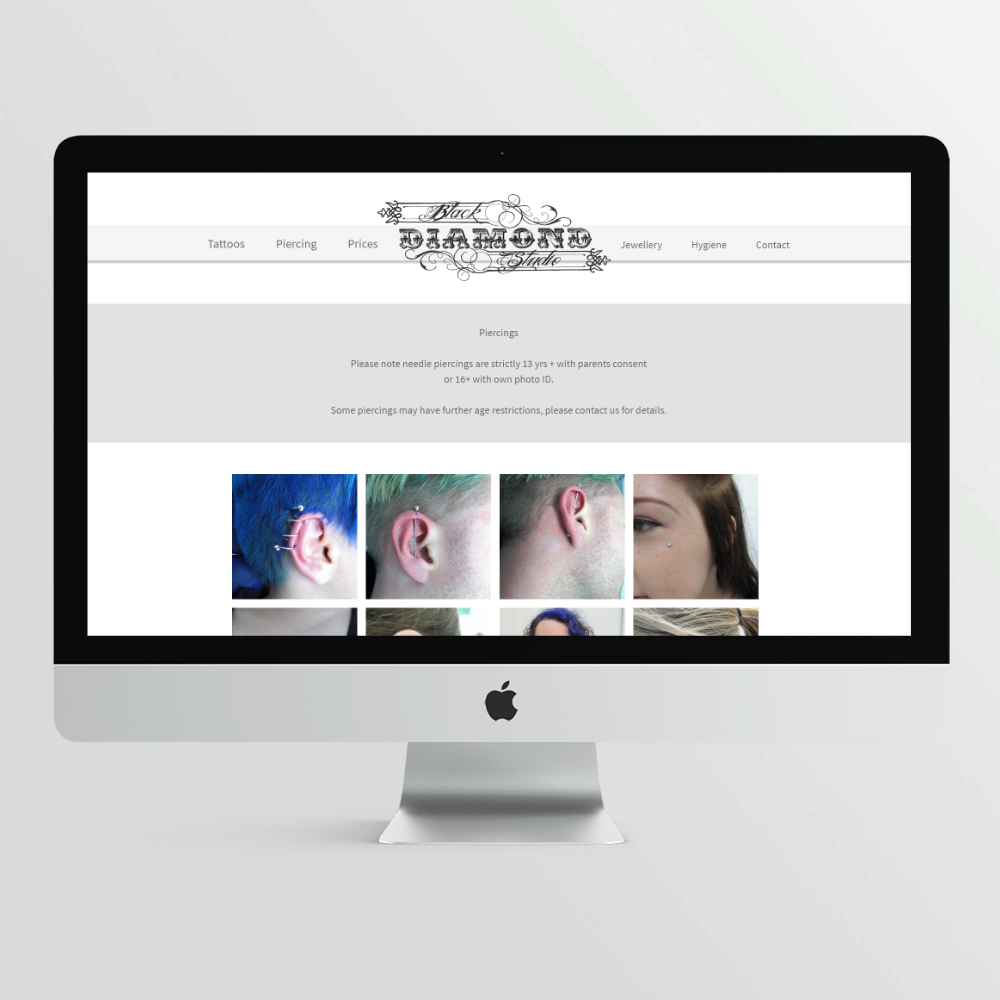 Black
DIAMOND
Studio
Tattoos Piercing Prices Jewellery Hygiene Contact
Piercings
Please note needle piercings are strictly 13 yrs + with parents consent
or 16+ with own photo ID.
Some piercings may have further age restrictions, please contact us for details.